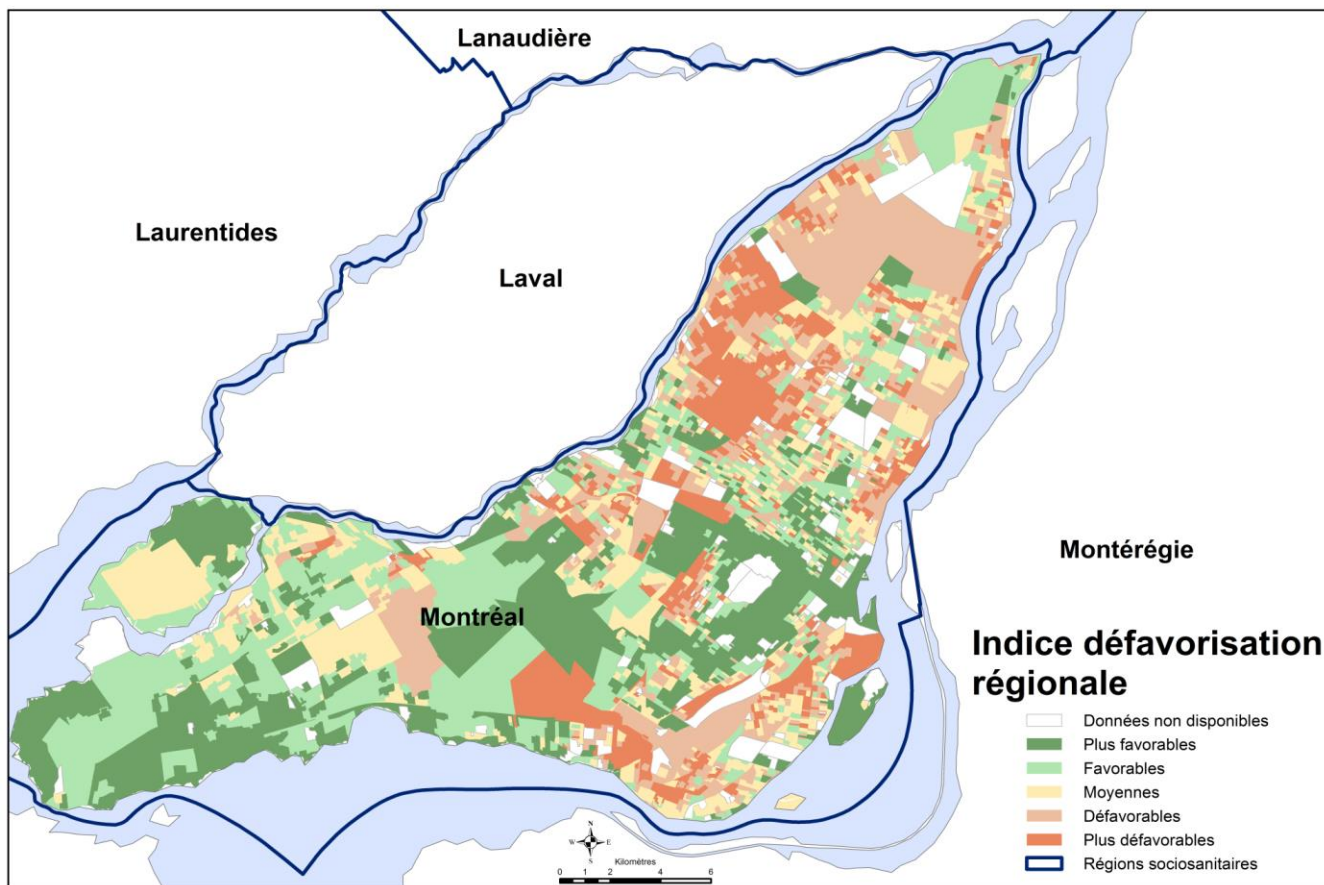 Lanaudière
Laurentides
Laval
Montérégie
Montréal
Indice défavorisation
régionale
Données non disponibles
Plus favorables
Favorables
Moyennes
Défavorables
Plus défavorables
Régions sociosanitaires
N
W E
S
Kilomètres
0 1 2 4 6